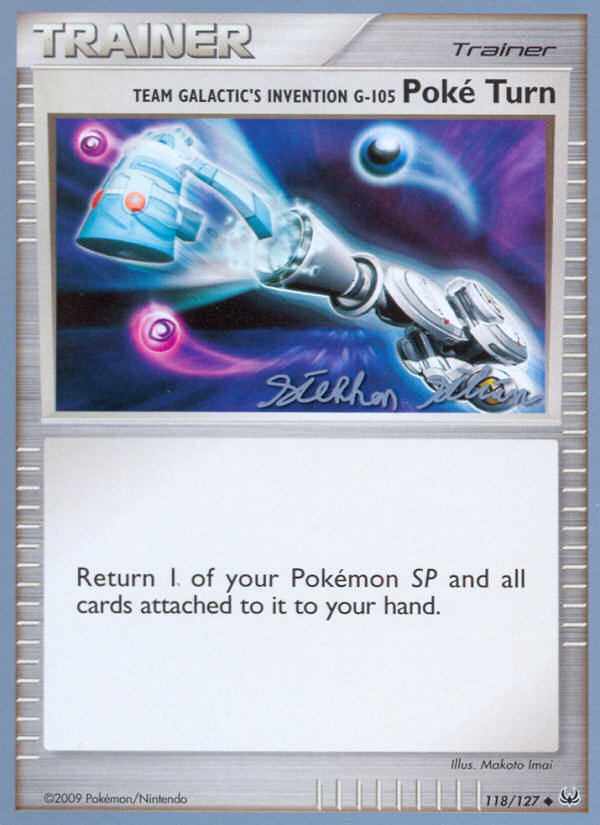 TRAINER
Trainer
TEAM GALACTIC'S INVENTION G-105 Poké Turn
Stephen
Return 1 of your Pokémon SP and all
cards attached to it to your hand.
Illus. Makoto Imai
©2009 Pokémon/Nintendo
118/127